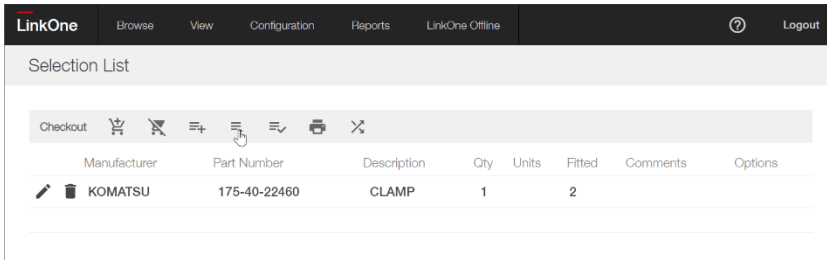 LinkOne Browse View Configuration Reports LinkOne Offline Logout
Selection List
Checkout
Manufacturer Part Number Description Qty Units Fitted Comments Options
KOMATSU 175-40-22460 CLAMP 1 2